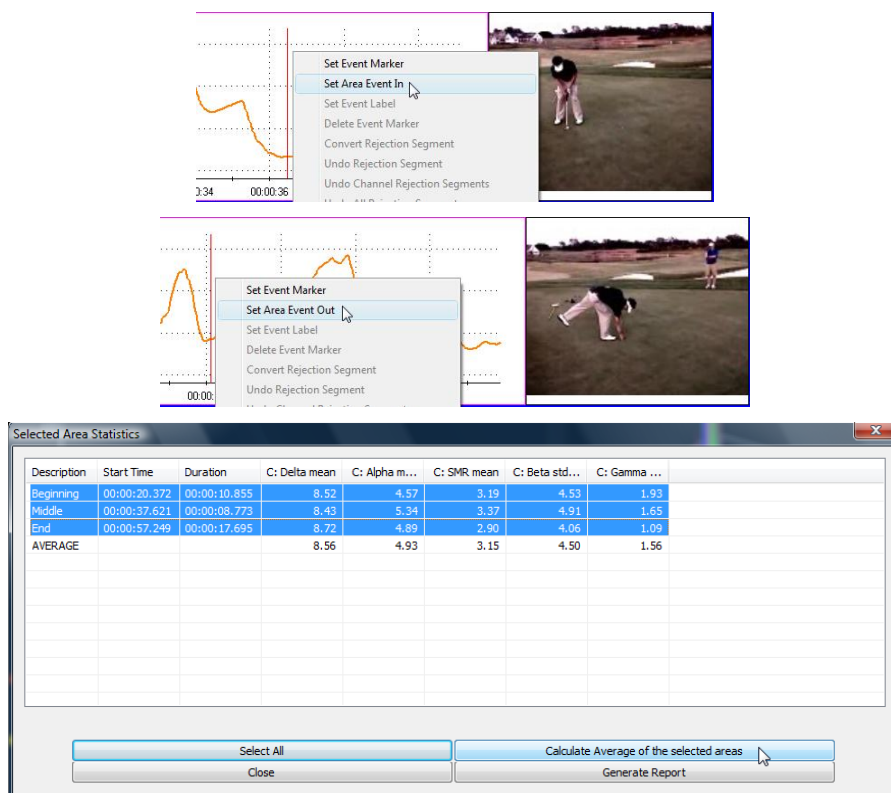 Set Event Marker
Set Area Event In
Set Event Label
Delete Event Marker
Convert Rejection Segment
Undo Rejection Segment
Undo Channel Rejection Segments
:34 00:00:36
Set Event Marker
Set Area Event Out
Set Event Label
Delete Event Marker
Convert Rejection Segment
Undo Rejection Segment
00:00:
Selected Area Statistics
Description Start Time Duration C: Delta mean C: Alpha m... C: SMR mean C: Beta std... C: Gamma ...
Beginning 00:00:20.372 00:00:10.855 8.52 4.57 3.19 4.53 1.93
Middle 00:00:37.621 00:00:08.773 8.43 5.34 3.37 4.91 1.65
End 00:00:57.249 00:00:17.695 8.72 4.89 2.90 4.06 1.09
AVERAGE 8.56 4.93 3.15 4.50 1.56
Select All Calculate Average of the selected areas
Close Generate Report